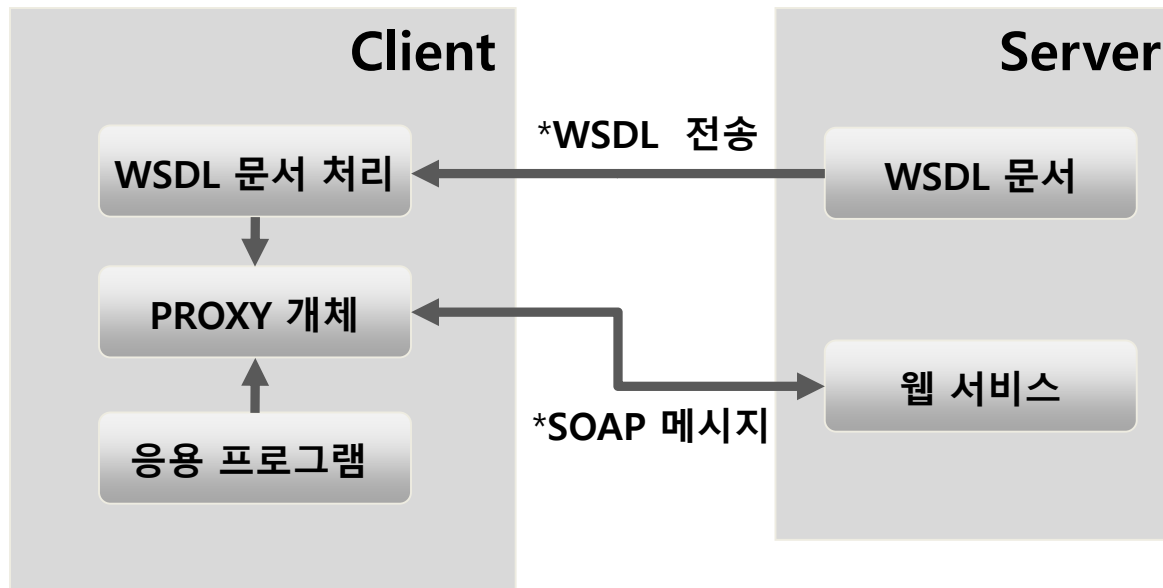 Client
Server
*WSDL 전송
WSDL 문서 처리
WSDL 문서
PROXY 개체
웹 서비스
*SOAP 메시지
응용 프로그램